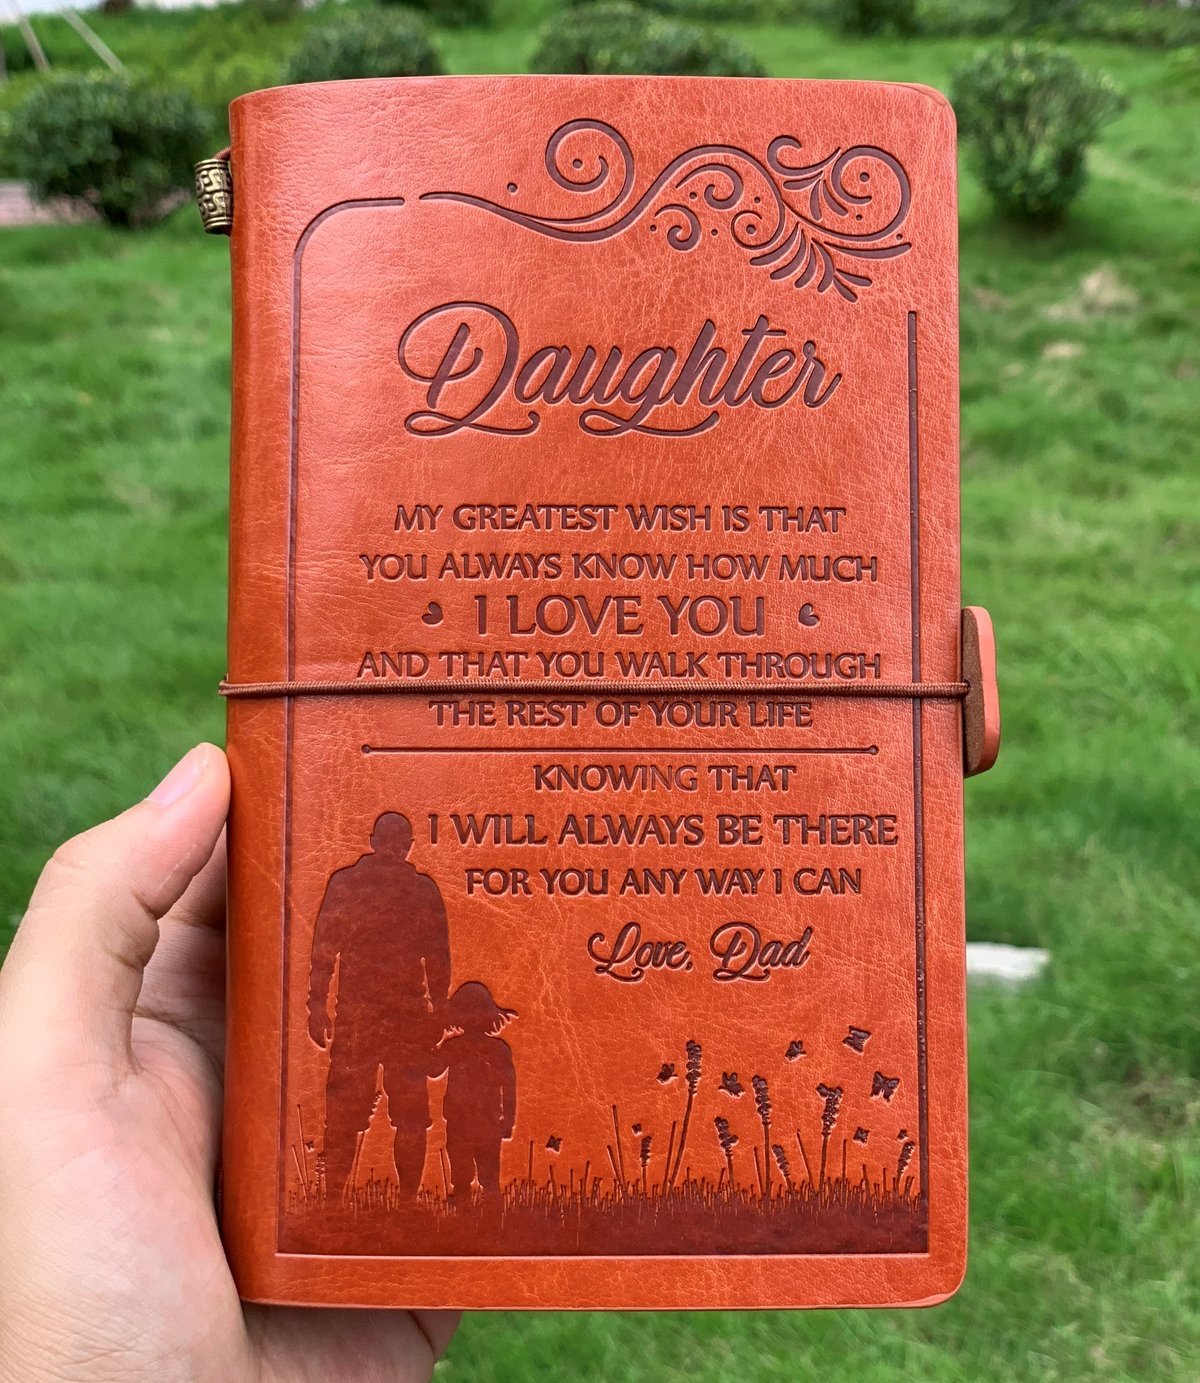 Daughter
MY GREATEST WISH IS THAT
YOU ALWAYS KNOW HOW MUCH
I LOVE YOU
AND THAT YOU WALK THROUGH
THE REST OF YOUR LIFE
KNOWING THAT
I WILL ALWAYS BE THERE
FOR YOU ANY WAY I CAN
Love, Dad